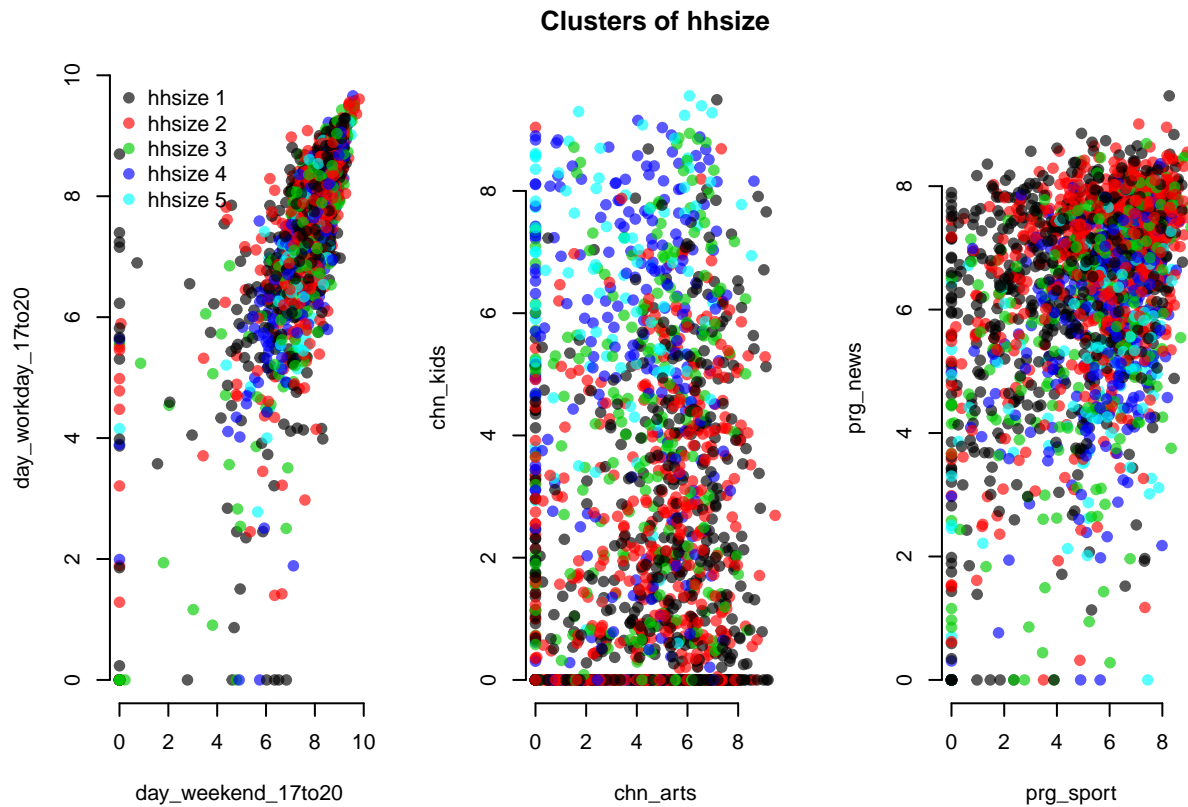 Clusters of hhsize
hhsize 1
hhsize 2
hhsize 3
hhsize 4
hhsize 5
day_workday_17to20
0
2
4
6
8
10
0 2 4 6 8 10
day_weekend_17to20
chn_kids
0
2
4
6
8
0 2 4 6 8
chn_arts
prg_news
0
2
4
6
8
0 2 4 6 8
prg_sport